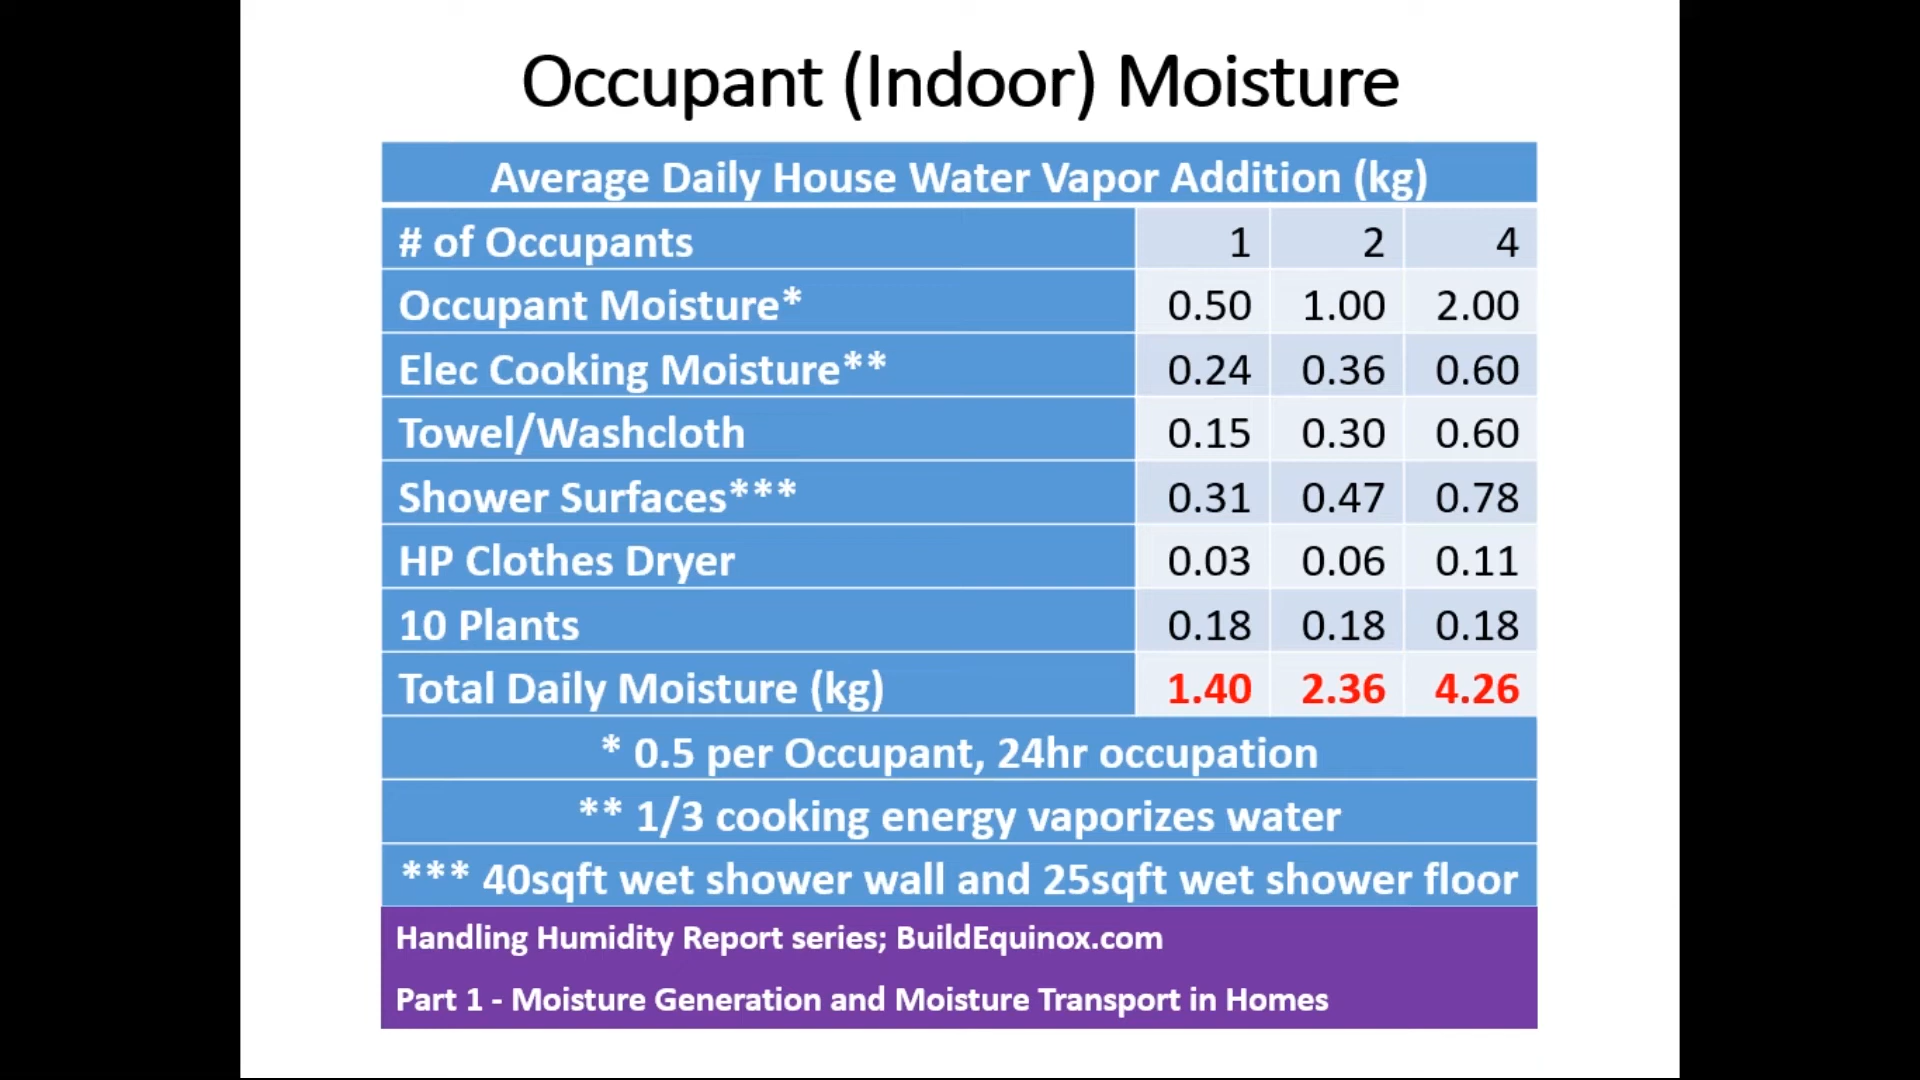 Occupant (Indoor) Moisture
Average Daily House Water Vapor Addition (kg)
# of Occupants 1 2 4
Occupant Moisture* 0.50 1.00 2.00
Elec Cooking Moisture** 0.24 0.36 0.60
Towel/Washcloth 0.15 0.30 0.60
Shower Surfaces*** 0.31 0.47 0.78
HP Clothes Dryer 0.03 0.06 0.11
10 Plants 0.18 0.18 0.18
Total Daily Moisture (kg) 1.40 2.36 4.26
* 0.5 per Occupant, 24hr occupation
** 1/3 cooking energy vaporizes water
*** 40sqft wet shower wall and 25sqft wet shower floor
Handling Humidity Report series; BuildEquinox.com
Part 1 - Moisture Generation and Moisture Transport in Homes